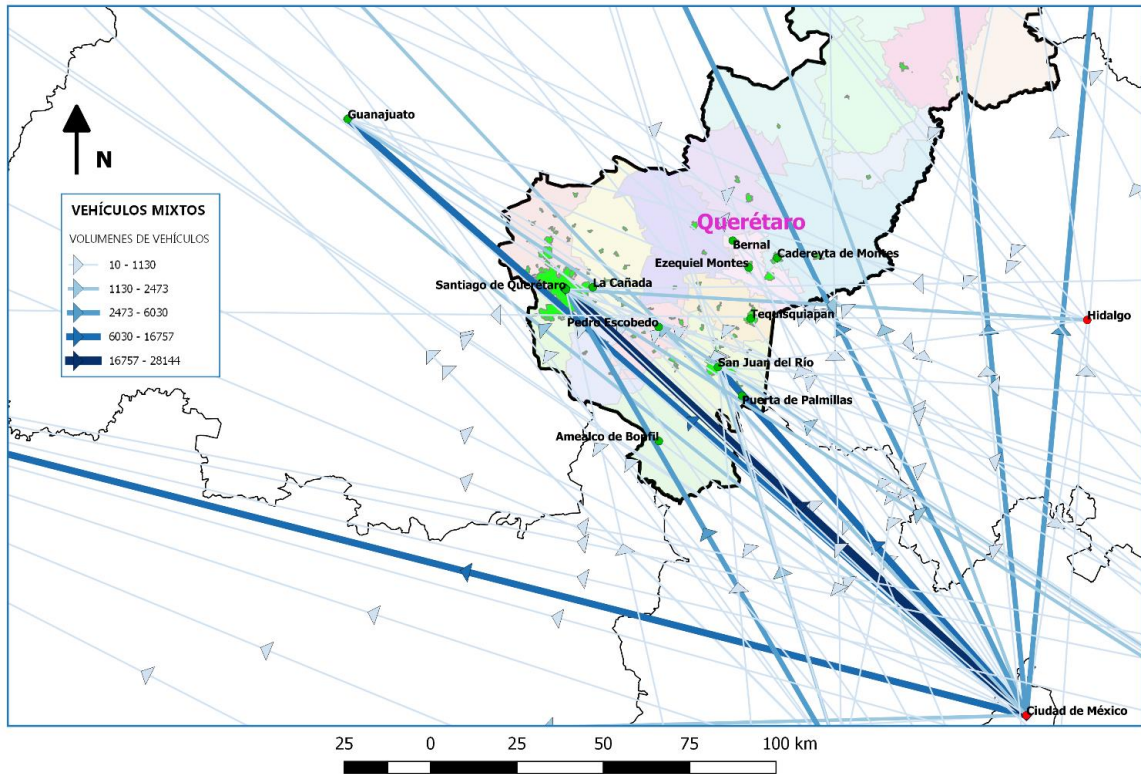 Guanajuato
N
VEHÍCULOS MIXTOS
VOLUMENES DE VEHÍCULOS
10 - 1130
1130 - 2473
2473 - 6030
6030 - 16757
16757 - 28144
Querétaro
Bernal
Cadereyta de Montes
Ezequiel Montes
Santiago de Querétaro
La Cañada
Pedro Escobedo
Tequisquiapan
Hidalgo
San Juan del Río
Puerta de Palmillas
Amealco de Bonfil
Ciudad de México
25 0 25 50 75 100 km